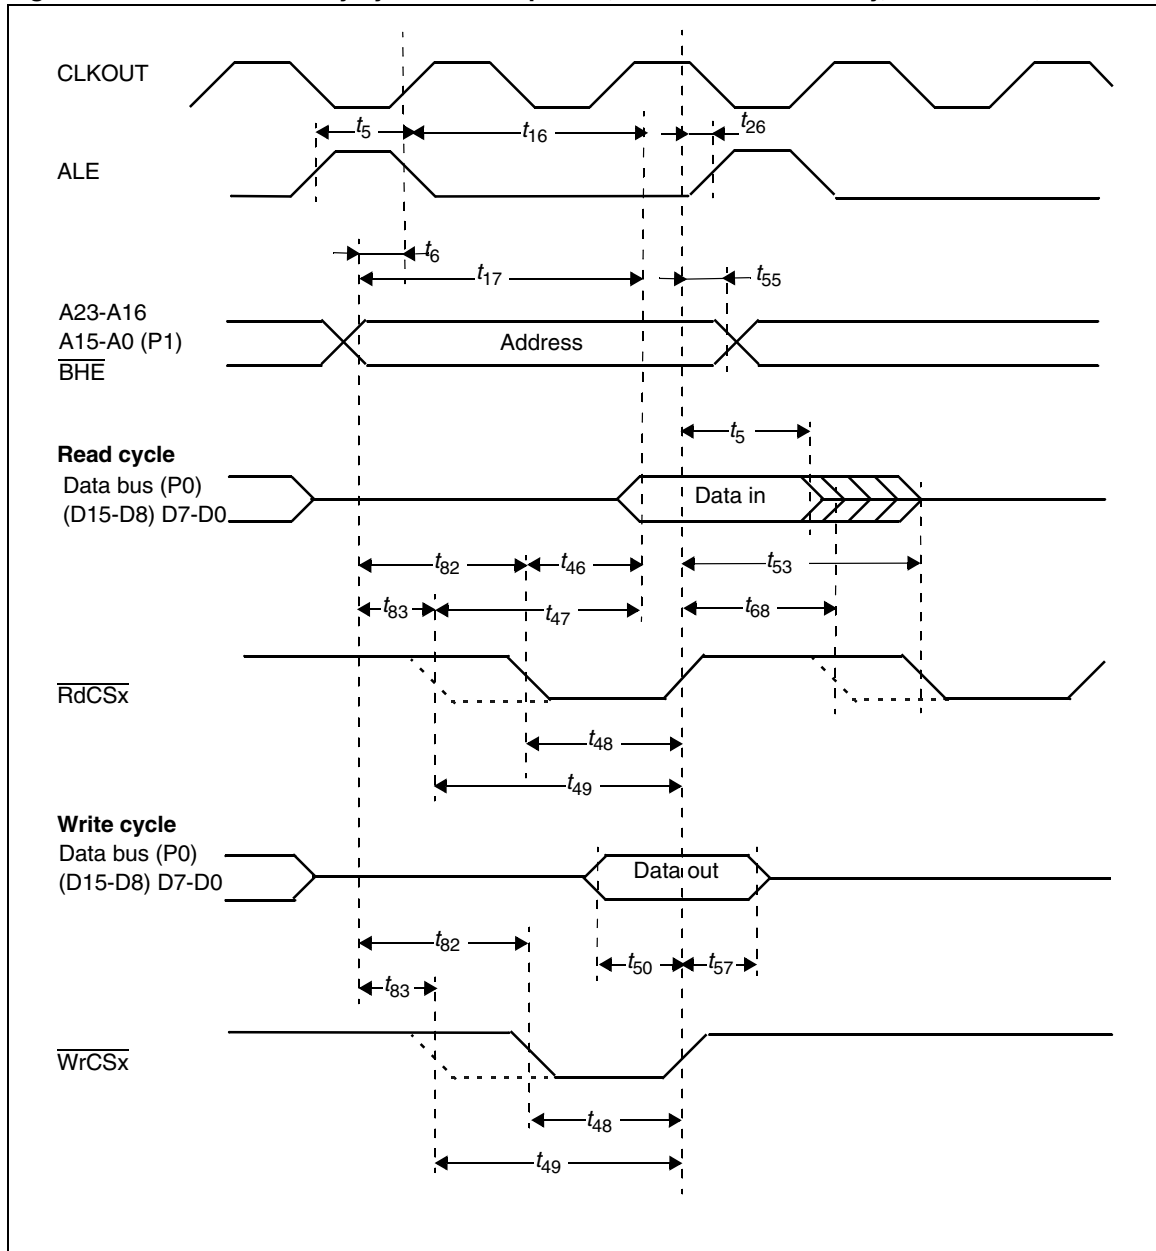 CLKOUT
t5
t16
t26
ALE
t6
t17
t55
A23-A16
A15-A0 (P1)
BHE
Address
t5
Read cycle
Data bus (P0)
(D15-D8) D7-D0
Data in
t82
t46
t53
t83
t47
t68
RdCSx
t48
t49
Write cycle
Data bus (P0)
(D15-D8) D7-D0
Data out
t82
t50
t57
t83
WrCSx
t48
t49